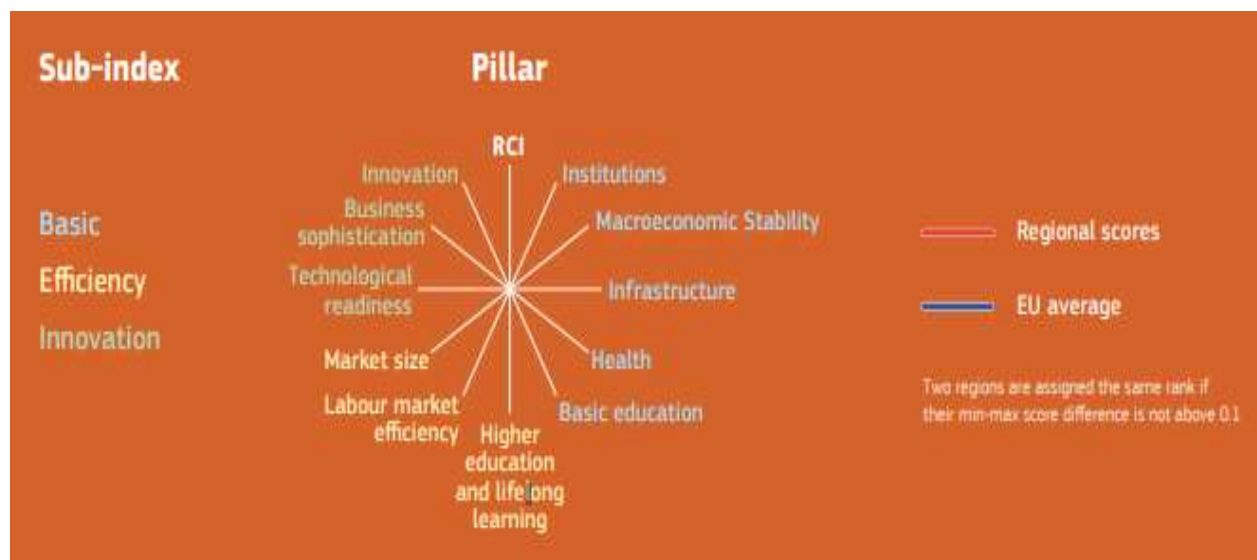 Sub-index
Pillar
RCI
Innovation
Institutions
Business
sophistication
Macroeconomic Stability
Technological
readiness
Infrastructure
Market size
Health
Labour market
efficiency
Basic education
Higher
education
and lifelong
learning
Basic
Efficiency
Innovation
Regional scores
EU average
Two regions are assigned the same rank if
their min-max score difference is not above 0.1